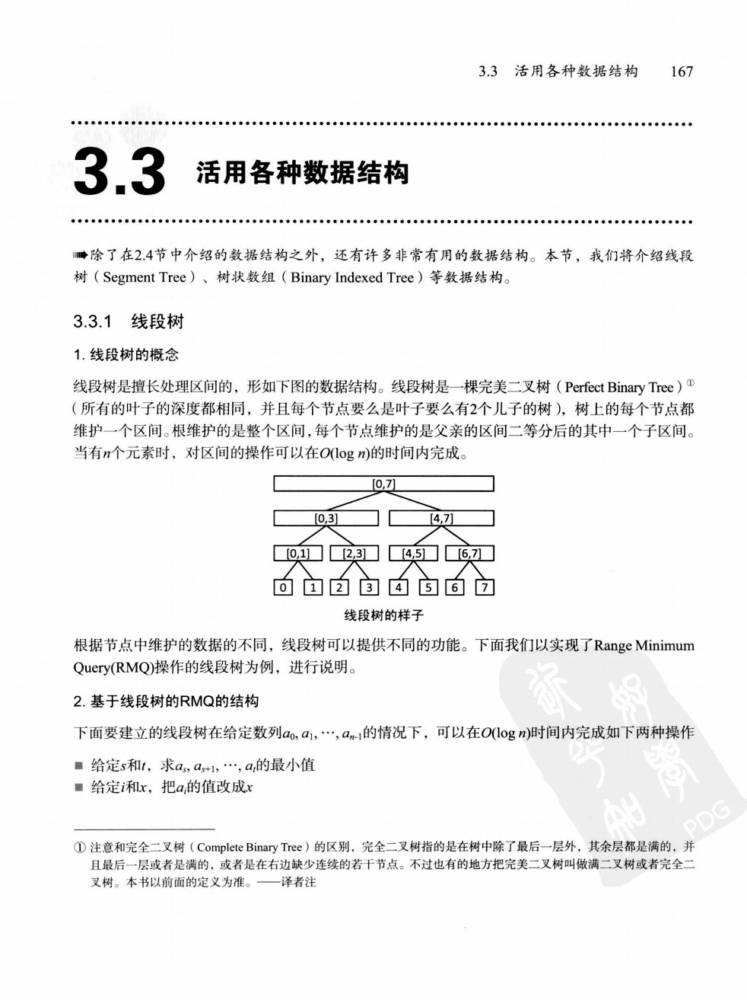 3.3 活用各种数据结构 167
3.3 活用各种数据结构
除了在2.4节中介绍的数据结构之外，还有许多非常有用的数据结构。本节，我们将介绍线段
树（Segment Tree）、树状数组（Binary Indexed Tree）等数据结构。
3.3.1 线段树
1. 线段树的概念
线段树是擅长处理区间的，形如下图的数据结构。线段树是一棵完美二叉树（Perfect Binary Tree）①
（所有的叶子的深度都相同，并且每个节点要么是叶子要么有2个儿子的树），树上的每个节点都
维护一个区间。根维护的是整个区间，每个节点维护的是父亲的区间二等分后的其中一个子区间。
当有n个元素时，对区间的操作可以在O(log n)的时间内完成。
[0,7]
[0,3] [4,7]
[0,1] [2,3] [4,5] [6,7]
0 1 2 3 4 5 6 7
线段树的样子
根据节点中维护的数据的不同，线段树可以提供不同的功能。下面我们以实现了Range Minimum
Query(RMQ)操作的线段树为例，进行说明。
2. 基于线段树的RMQ的结构
下面要建立的线段树在给定数列a₀, a₁, ⋯, aₙ₋₁的情况下，可以在O(log n)时间内完成如下两种操作
■ 给定s和t，求aₛ, aₛ₊₁, ⋯, aₜ的最小值
■ 给定i和x，把aᵢ的值改成x
① 注意和完全二叉树（Complete Binary Tree）的区别，完全二叉树指的是在树中除了最后一层外，其余层都是满的，并
且最后一层或者是满的，或者是在右边缺少连续的若干节点。不过也有的地方把完美二叉树叫做满二叉树或者完全二
叉树。本书以前面的定义为准。——译者注
PDG